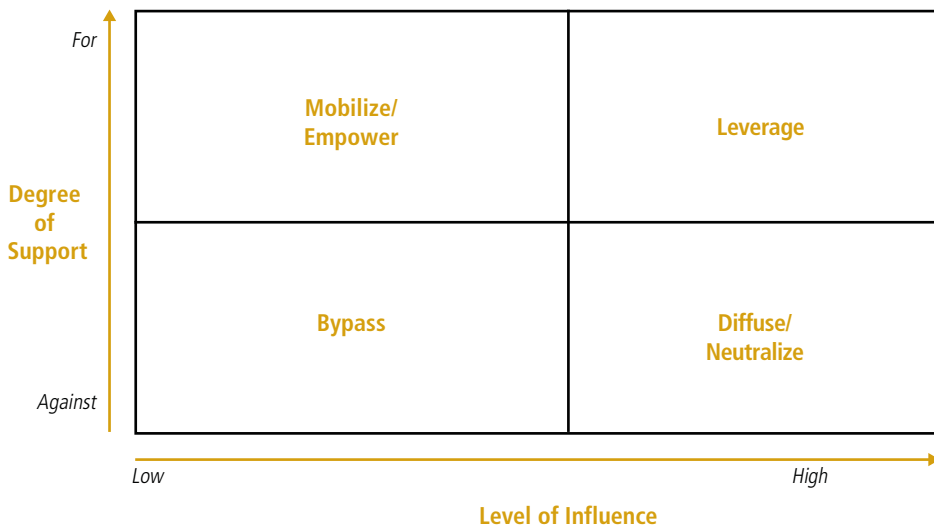 For
Mobilize/
Empower
Leverage
Degree
of
Support
Bypass
Diffuse/
Neutralize
Against
Low
High
Level of Influence